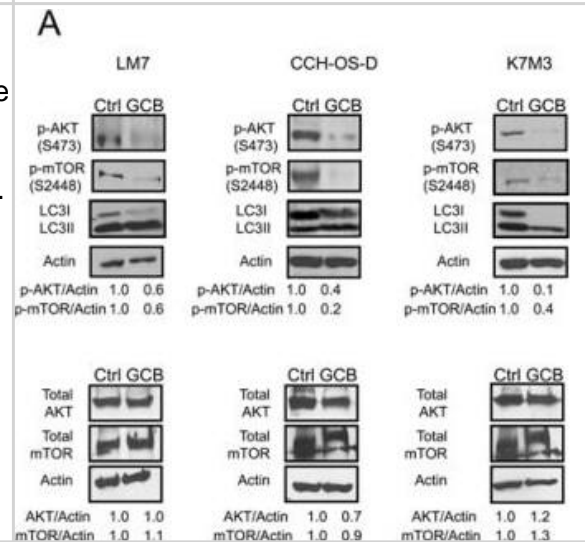 A
LM7 CCH-OS-D K7M3
e
Ctrl GCB Ctrl GCB Ctrl GCB
p-AKT p-AKT p-AKT
(S473) (S473) (S473)
p-mTOR p-mTOR p-mTOR
(S2448) (S2448) (S2448)
.
LC3I LC3I LC3I
LC3II LC3II LC3II
Actin Actin Actin
p-AKT/Actin 1.0 0.6 p-AKT/Actin 1.0 0.4 p-AKT/Actin 1.0 0.1
p-mTOR/Actin 1.0 0.6 p-mTOR/Actin 1.0 0.2 p-mTOR/Actin 1.0 0.4
Ctrl GCB Ctrl GCB Ctrl GCB
Total Total Total
AKT AKT AKT
Total Total Total
mTOR mTOR mTOR
Actin Actin Actin
AKT/Actin 1.0 1.0 AKT/Actin 1.0 0.7 AKT/Actin 1.0 1.2
mTOR/Actin 1.0 1.1 mTOR/Actin 1.0 0.9 mTOR/Actin 1.0 1.3